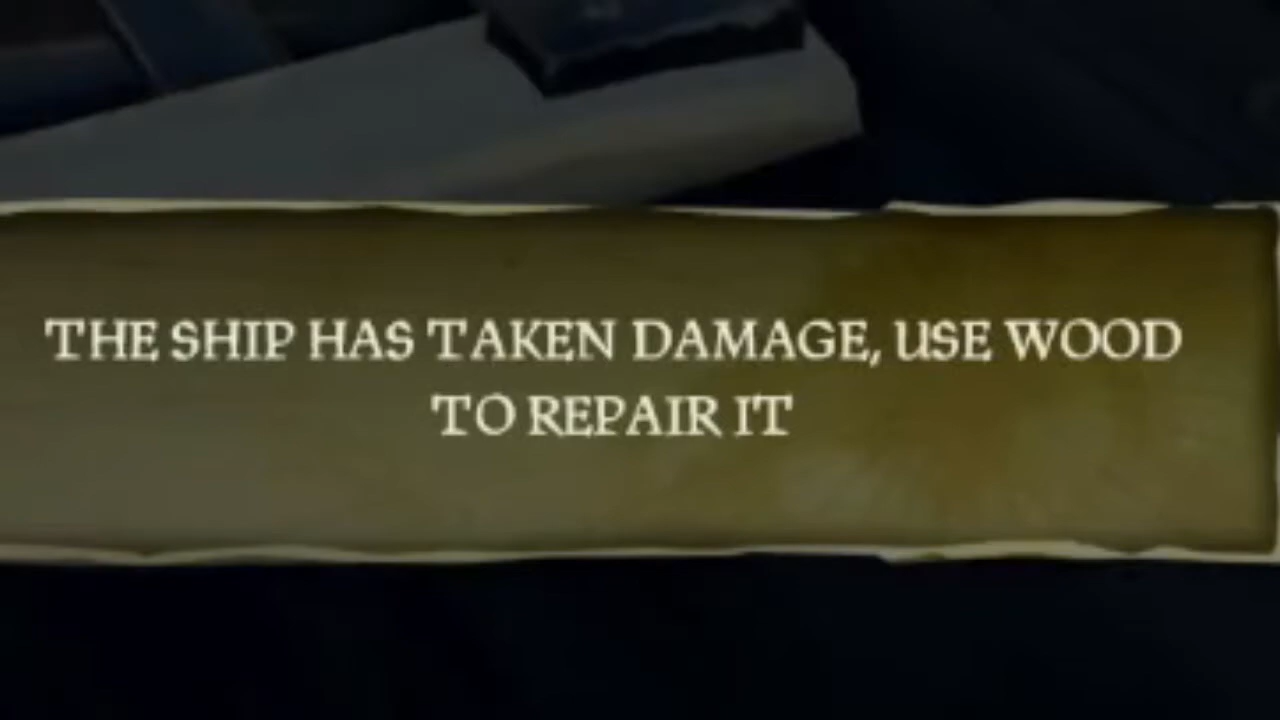 THE SHIP HAS TAKEN DAMAGE, USE WOOD
TO REPAIR IT